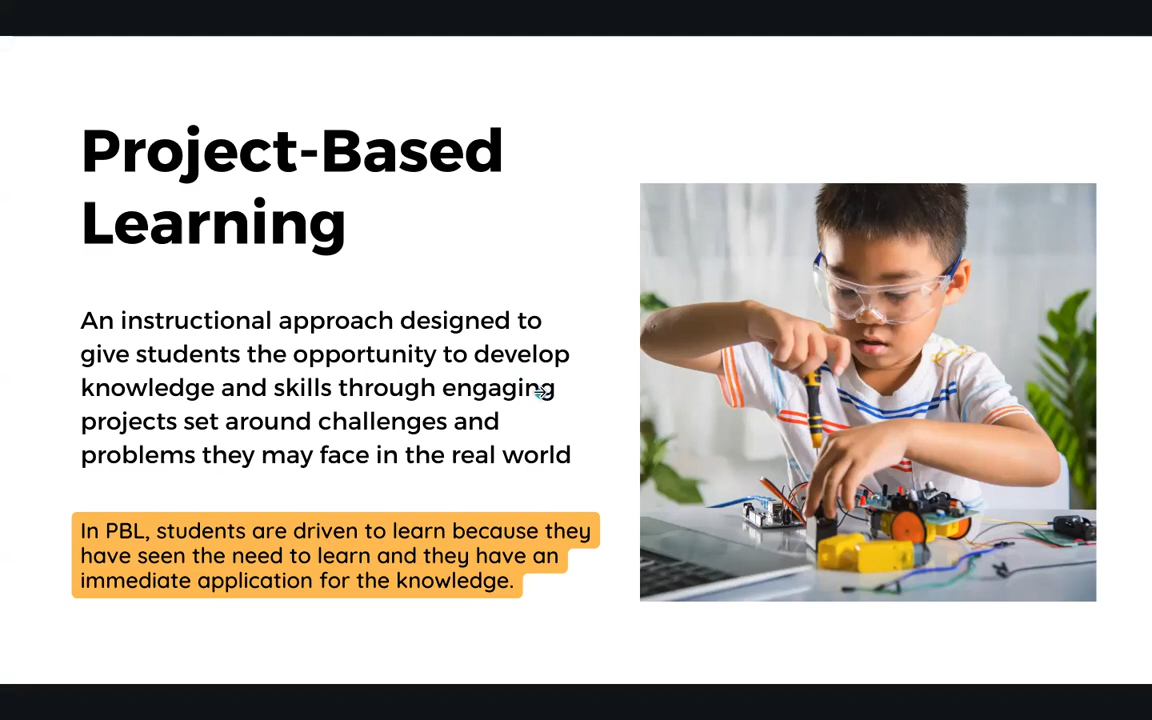 Project-Based
Learning
An instructional approach designed to
give students the opportunity to develop
knowledge and skills through engaging
projects set around challenges and
problems they may face in the real world
In PBL, students are driven to learn because they
have seen the need to learn and they have an
immediate application for the knowledge.